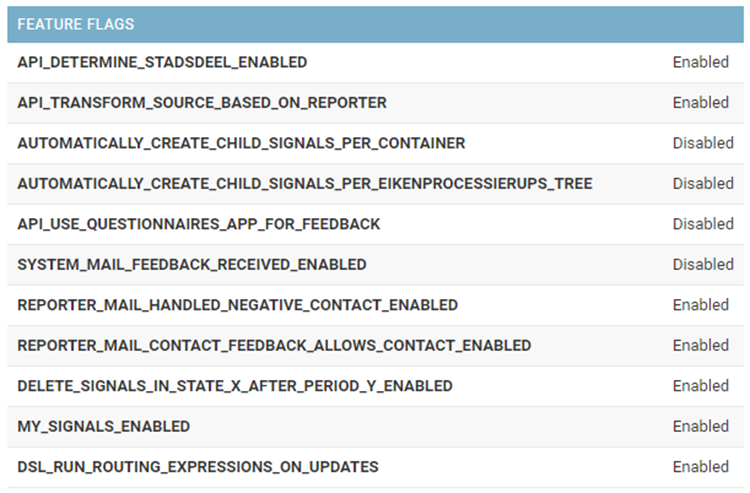 FEATURE FLAGS
API_DETERMINE_STADSDEEL_ENABLED Enabled
API_TRANSFORM_SOURCE_BASED_ON_REPORTER Enabled
AUTOMATICALLY_CREATE_CHILD_SIGNALS_PER_CONTAINER Disabled
AUTOMATICALLY_CREATE_CHILD_SIGNALS_PER_EIKENPROCESSIERUPS_TREE Disabled
API_USE_QUESTIONNAIRES_APP_FOR_FEEDBACK Disabled
SYSTEM_MAIL_FEEDBACK_RECEIVED_ENABLED Disabled
REPORTER_MAIL_HANDLED_NEGATIVE_CONTACT_ENABLED Enabled
REPORTER_MAIL_CONTACT_FEEDBACK_ALLOWS_CONTACT_ENABLED Enabled
DELETE_SIGNALS_IN_STATE_X_AFTER_PERIOD_Y_ENABLED Enabled
MY_SIGNALS_ENABLED Enabled
DSL_RUN_ROUTING_EXPRESSIONS_ON_UPDATES Enabled